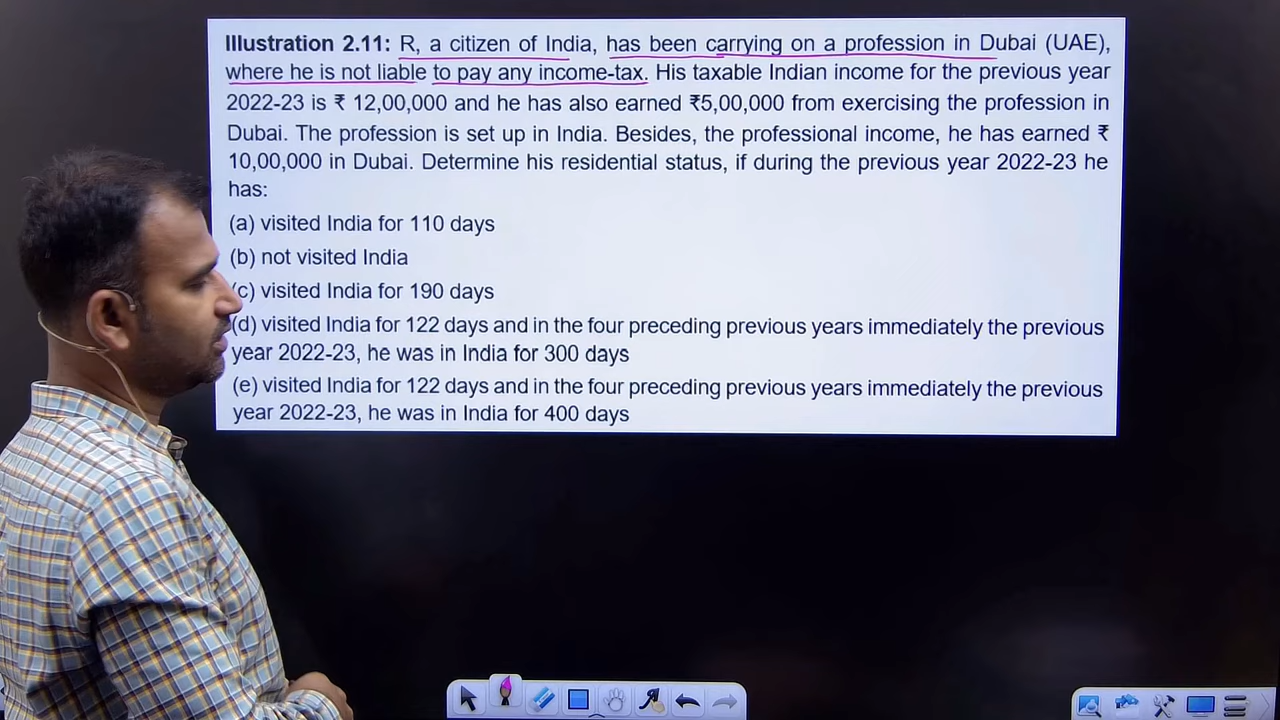 Illustration 2.11: R, a citizen of India, has been carrying on a profession in Dubai (UAE),
where he is not liable to pay any income-tax. His taxable Indian income for the previous year
2022-23 is ₹ 12,00,000 and he has also earned ₹5,00,000 from exercising the profession in
Dubai. The profession is set up in India. Besides, the professional income, he has earned ₹
10,00,000 in Dubai. Determine his residential status, if during the previous year 2022-23 he
has:
(a) visited India for 110 days
(b) not visited India
(c) visited India for 190 days
(d) visited India for 122 days and in the four preceding previous years immediately the previous
year 2022-23, he was in India for 300 days
(e) visited India for 122 days and in the four preceding previous years immediately the previous
year 2022-23, he was in India for 400 days